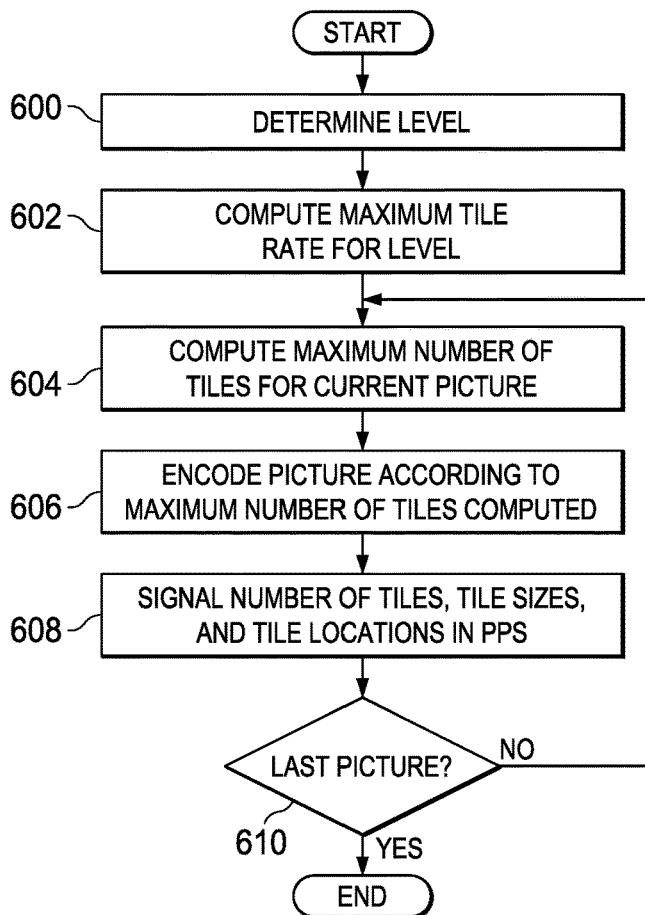 START
600
DETERMINE LEVEL
602
COMPUTE MAXIMUM TILE
RATE FOR LEVEL
604
COMPUTE MAXIMUM NUMBER OF
TILES FOR CURRENT PICTURE
606
ENCODE PICTURE ACCORDING TO
MAXIMUM NUMBER OF TILES COMPUTED
608
SIGNAL NUMBER OF TILES, TILE SIZES,
AND TILE LOCATIONS IN PPS
LAST PICTURE?
NO
610
YES
END